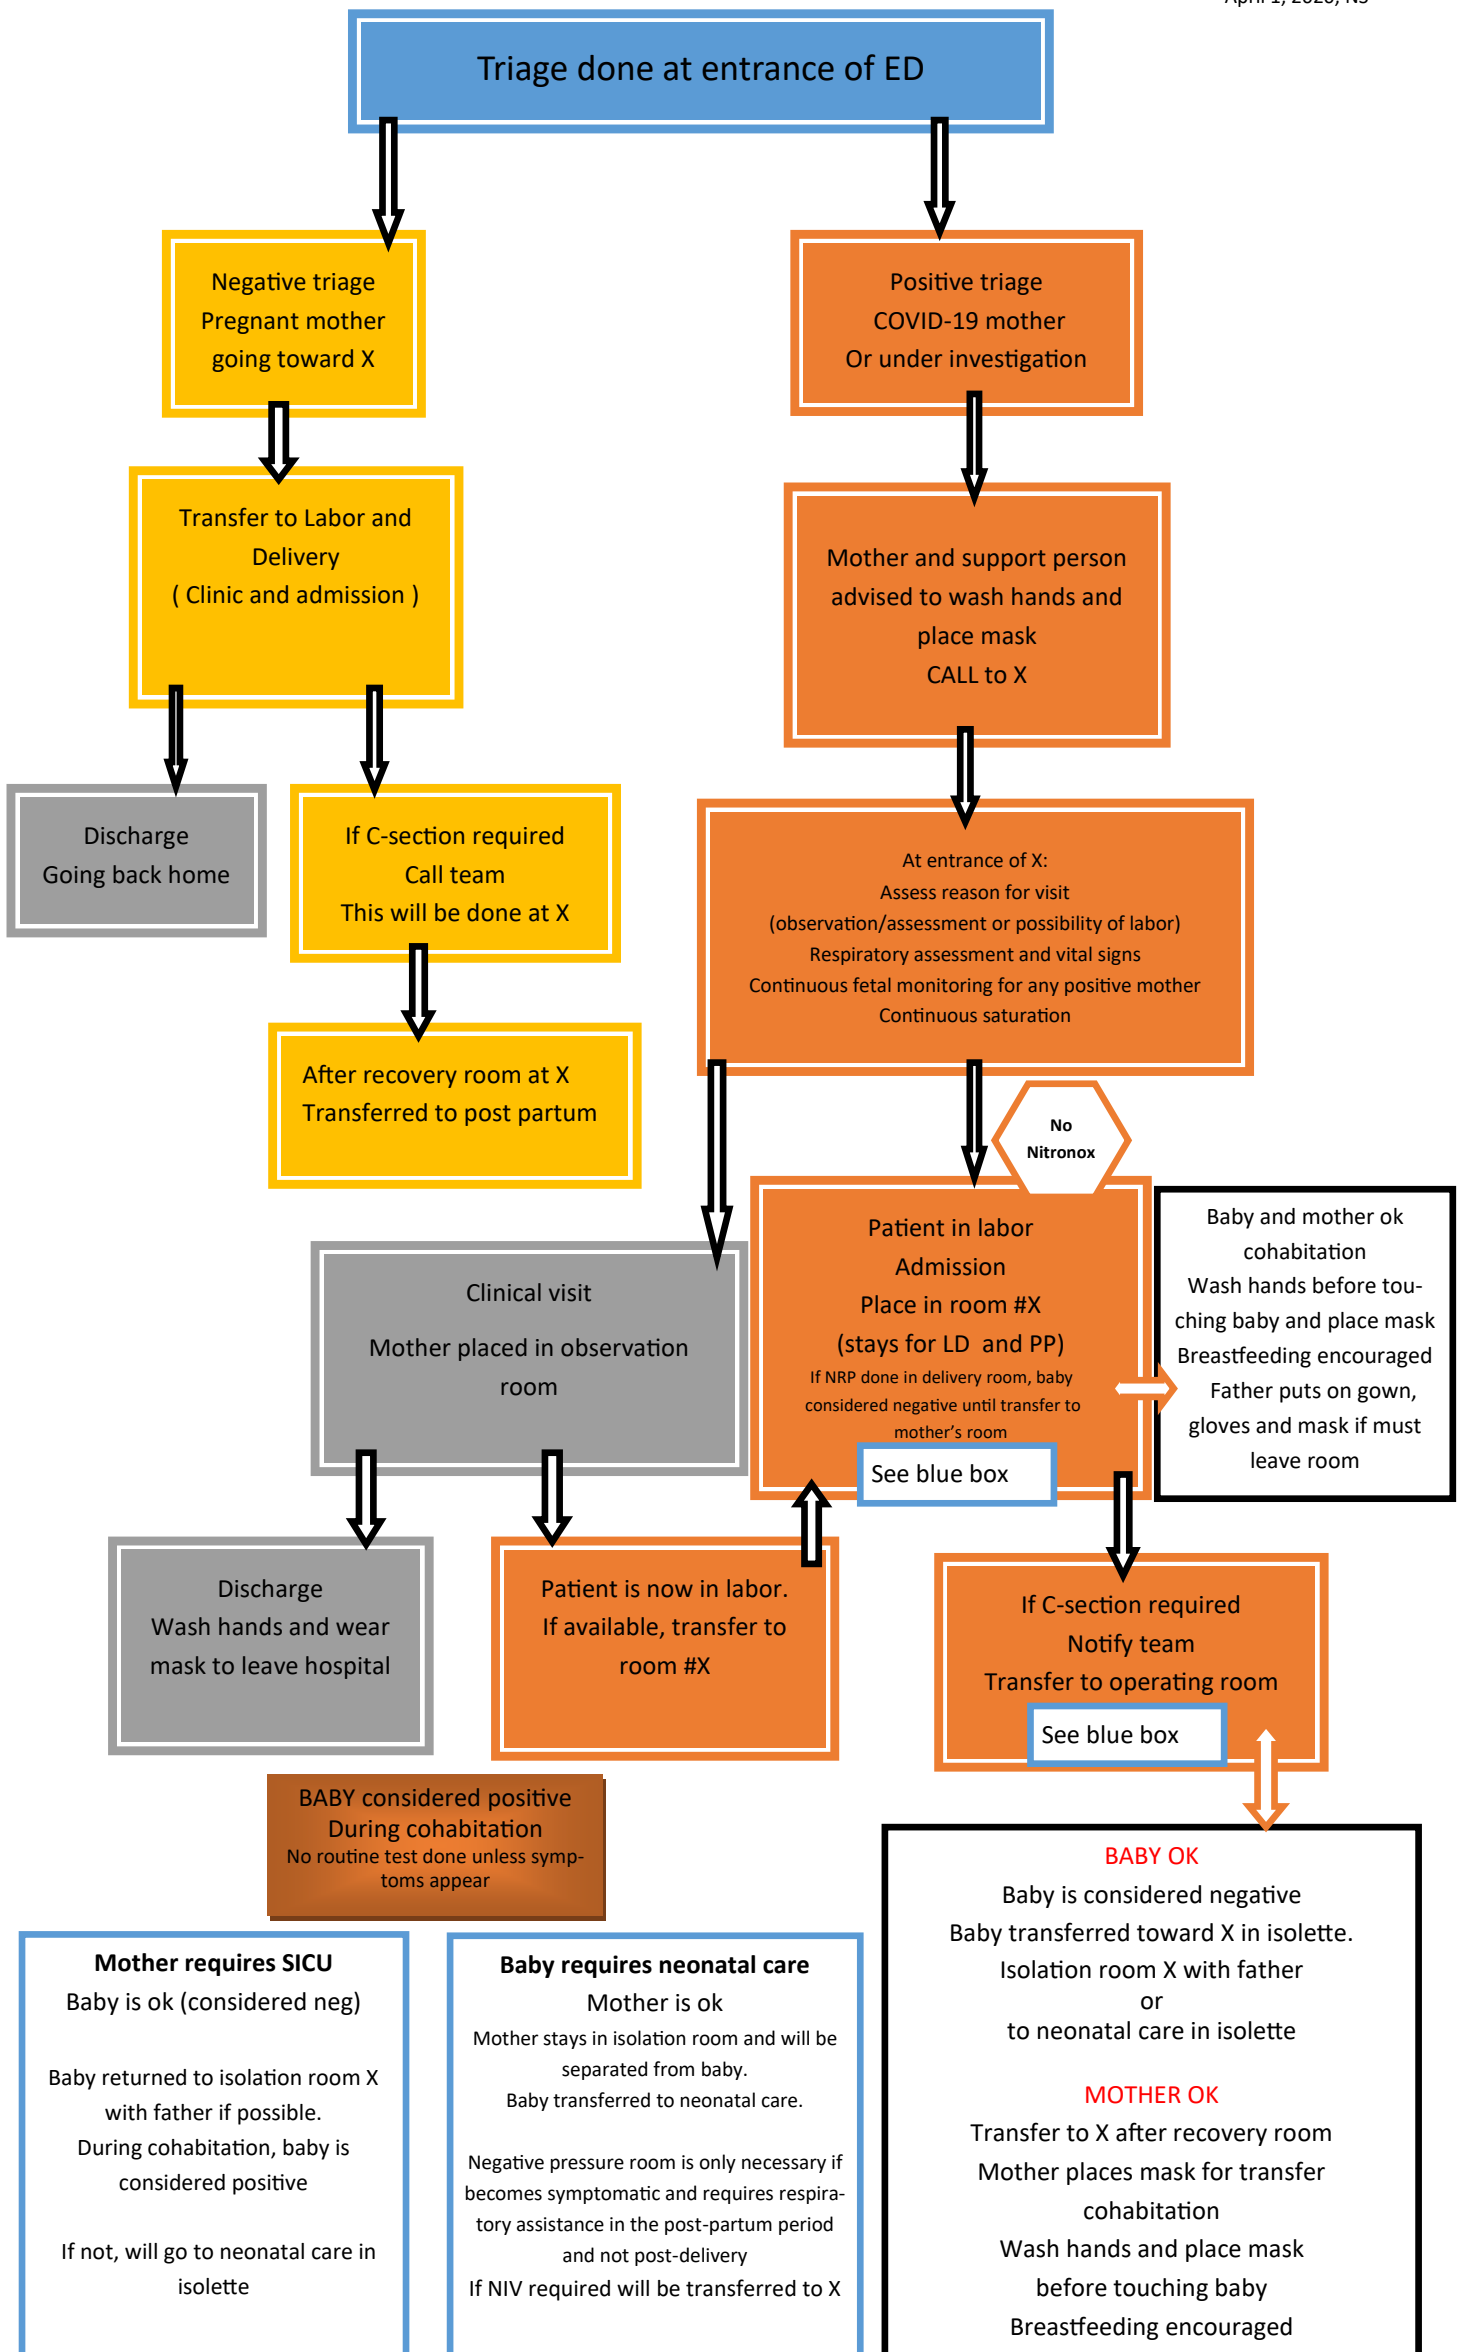 April 1, 2020, NS
Triage done at entrance of ED
Negative triage
Pregnant mother
going toward X
Positive triage
COVID-19 mother
Or under investigation
Transfer to Labor and
Delivery
( Clinic and admission )
Mother and support person
advised to wash hands and
place mask
CALL to X
Discharge
Going back home
If C-section required
Call team
This will be done at X
At entrance of X:
Assess reason for visit
(observation/assessment or possibility of labor)
Respiratory assessment and vital signs
Continuous fetal monitoring for any positive mother
Continuous saturation
After recovery room at X
Transferred to post partum
No
Nitronox
Patient in labor
Admission
Place in room #X
(stays for LD and PP)
If NRP done in delivery room, baby
considered negative until transfer to
mother's room
See blue box
Baby and mother ok
cohabitation
Wash hands before tou-
ching baby and place mask
Breastfeeding encouraged
Father puts on gown,
gloves and mask if must
leave room
Clinical visit
Mother placed in observation
room
Discharge
Wash hands and wear
mask to leave hospital
Patient is now in labor.
If available, transfer to
room #X
If C-section required
Notify team
Transfer to operating room
See blue box
BABY considered positive
During cohabitation
No routine test done unless symp-
toms appear
Mother requires SICU
Baby is ok (considered neg)
Baby returned to isolation room X
with father if possible.
During cohabitation, baby is
considered positive
If not, will go to neonatal care in
isolette
Baby requires neonatal care
Mother is ok
Mother stays in isolation room and will be
separated from baby.
Baby transferred to neonatal care.
Negative pressure room is only necessary if
becomes symptomatic and requires respira-
tory assistance in the post-partum period
and not post-delivery
If NIV required will be transferred to X
BABY OK
Baby is considered negative
Baby transferred toward X in isolette.
Isolation room X with father
or
to neonatal care in isolette
MOTHER OK
Transfer to X after recovery room
Mother places mask for transfer
cohabitation
Wash hands and place mask
before touching baby
Breastfeeding encouraged